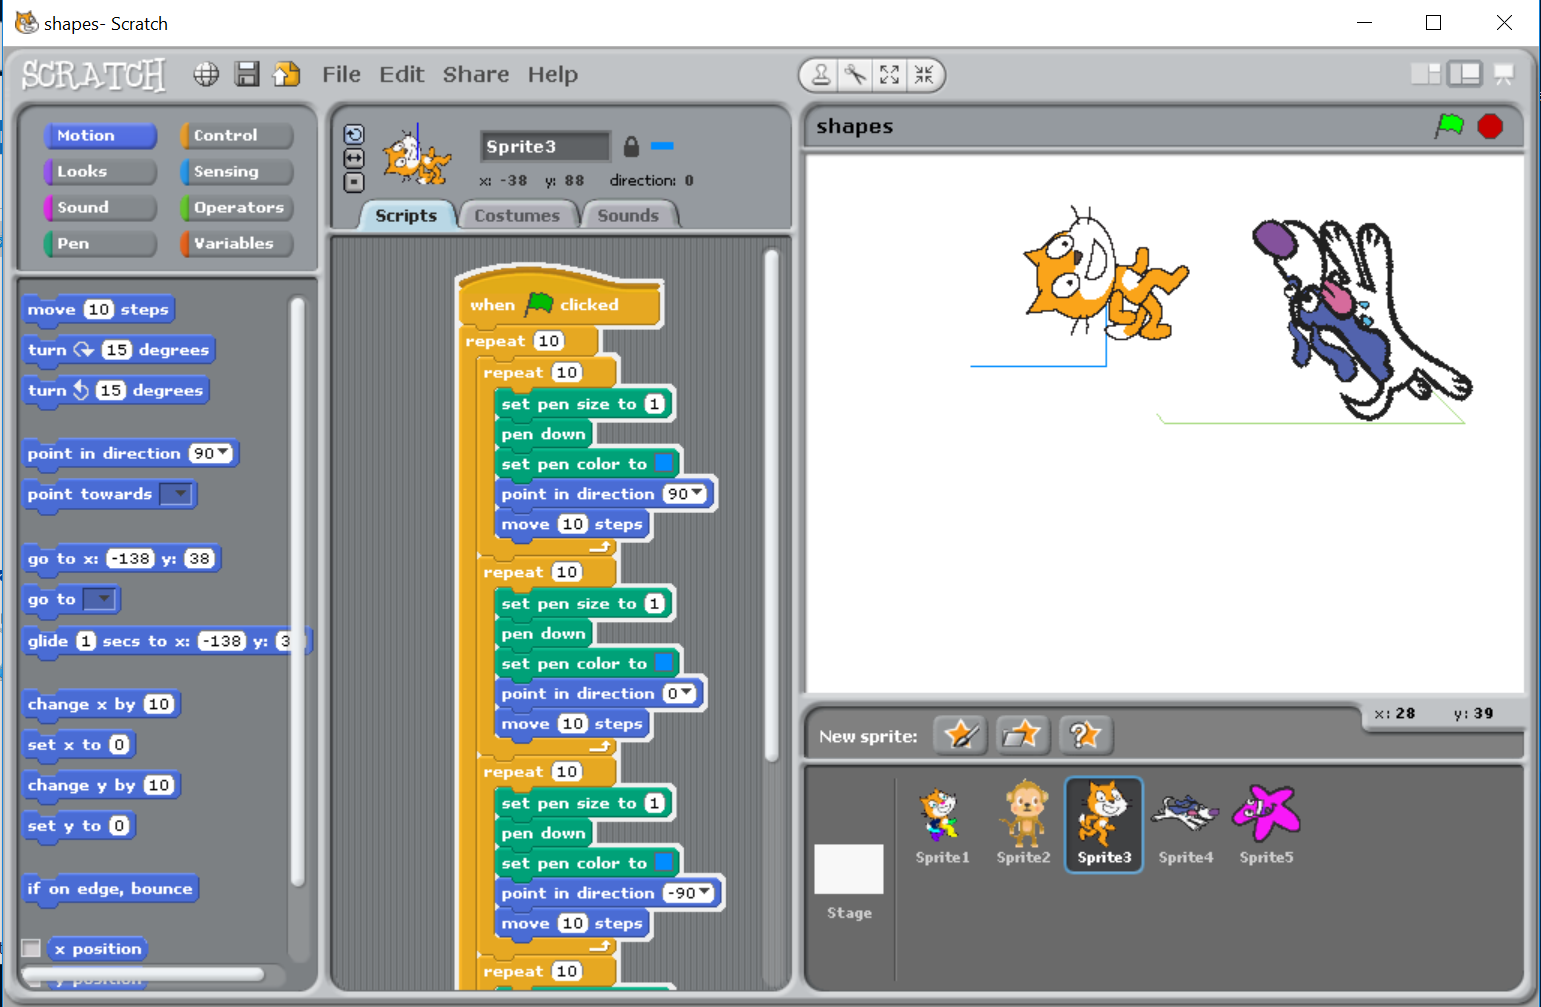 shapes- Scratch
SCRATCH File Edit Share Help
Motion Control
Looks Sensing
Sound Operators
Pen Variables
move 10 steps
turn 15 degrees
turn 15 degrees
point in direction 90
point towards
go to x: -138 y: 38
go to
glide 1 secs to x: -138 y: 3
change x by 10
set x to 0
change y by 10
set y to 0
if on edge, bounce
x position
y position
Sprite3
x: -38 y: 88 direction: 0
Scripts Costumes Sounds
when clicked
repeat 10
repeat 10
set pen size to 1
pen down
set pen color to
point in direction 90
move 10 steps
repeat 10
set pen size to 1
pen down
set pen color to
point in direction 0
move 10 steps
repeat 10
set pen size to 1
pen down
set pen color to
point in direction -90
move 10 steps
repeat 10
shapes
x: 28 y: 39
New sprite:
Sprite1 Sprite2 Sprite3 Sprite4 Sprite5
Stage